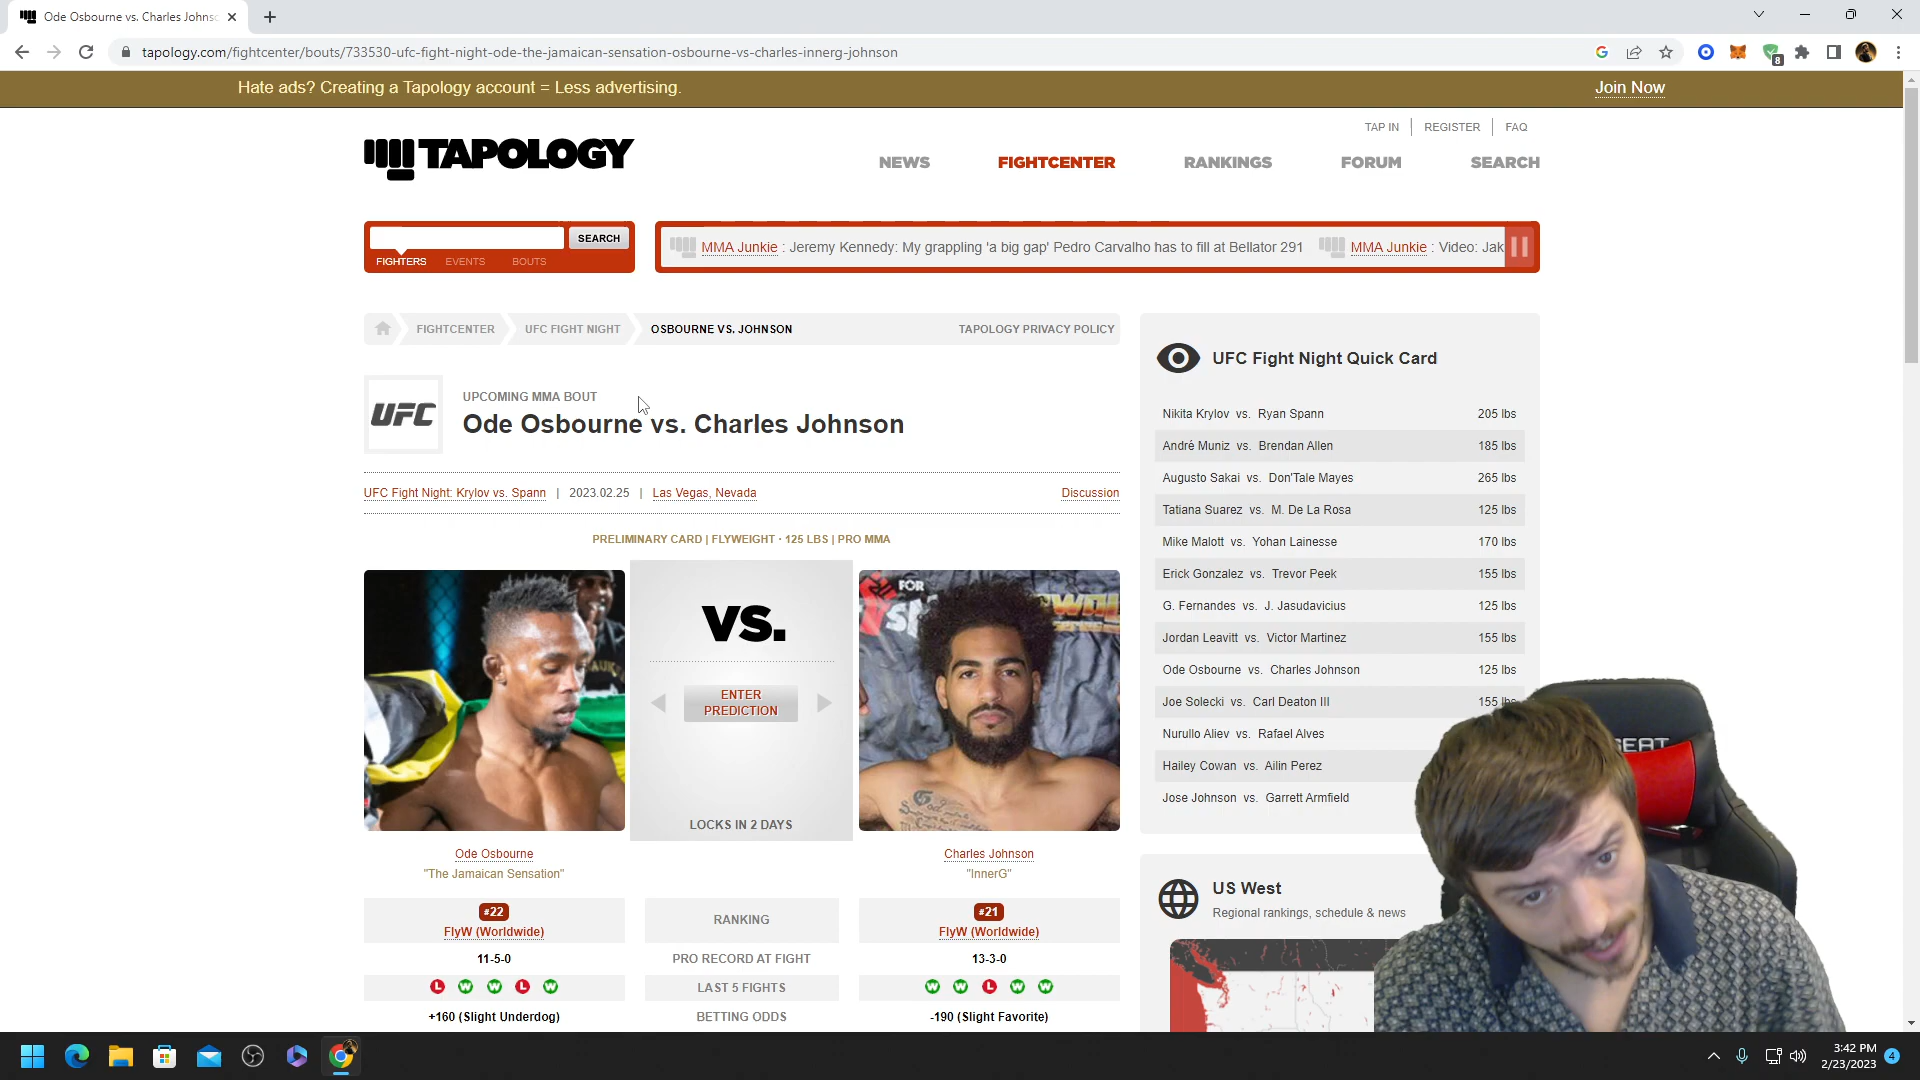 Ode Osbourne vs. Charles Johns
tapology.com/fightcenter/bouts/733530-ufc-fight-night-ode-the-jamaican-sensation-osbourne-vs-charles-innerg-johnson
8
Hate ads? Creating a Tapology account = Less advertising.
Join Now
TAP IN
REGISTER
FAQ
TAPOLOGY
NEWS
FIGHTCENTER
RANKINGS
FORUM
SEARCH
SEARCH
FIGHTERS
EVENTS
BOUTS
MMA Junkie : Jeremy Kennedy: My grappling 'a big gap' Pedro Carvalho has to fill at Bellator 291
MMA Junkie : Video: Jak
FIGHTCENTER
UFC FIGHT NIGHT
OSBOURNE VS. JOHNSON
TAPOLOGY PRIVACY POLICY
UFC
UPCOMING MMA BOUT
Ode Osbourne vs. Charles Johnson
UFC Fight Night: Krylov vs. Spann | 2023.02.25 | Las Vegas, Nevada
Discussion
PRELIMINARY CARD | FLYWEIGHT · 125 LBS | PRO MMA
FOR
VS.
ENTER
PREDICTION
LOCKS IN 2 DAYS
Ode Osbourne
"The Jamaican Sensation"
Charles Johnson
"InnerG"
#22
FlyW (Worldwide)
RANKING
#21
FlyW (Worldwide)
11-5-0
PRO RECORD AT FIGHT
13-3-0
L W W L W
LAST 5 FIGHTS
W W L W W
+160 (Slight Underdog)
BETTING ODDS
-190 (Slight Favorite)
UFC Fight Night Quick Card
Nikita Krylov vs. Ryan Spann 205 lbs
André Muniz vs. Brendan Allen 185 lbs
Augusto Sakai vs. Don'Tale Mayes 265 lbs
Tatiana Suarez vs. M. De La Rosa 125 lbs
Mike Malott vs. Yohan Lainesse 170 lbs
Erick Gonzalez vs. Trevor Peek 155 lbs
G. Fernandes vs. J. Jasudavicius 125 lbs
Jordan Leavitt vs. Victor Martinez 155 lbs
Ode Osbourne vs. Charles Johnson 125 lbs
Joe Solecki vs. Carl Deaton III 155 lbs
Nurullo Aliev vs. Rafael Alves
Hailey Cowan vs. Ailin Perez
Jose Johnson vs. Garrett Armfield
US West
Regional rankings, schedule & news
3:42 PM
2/23/2023
4